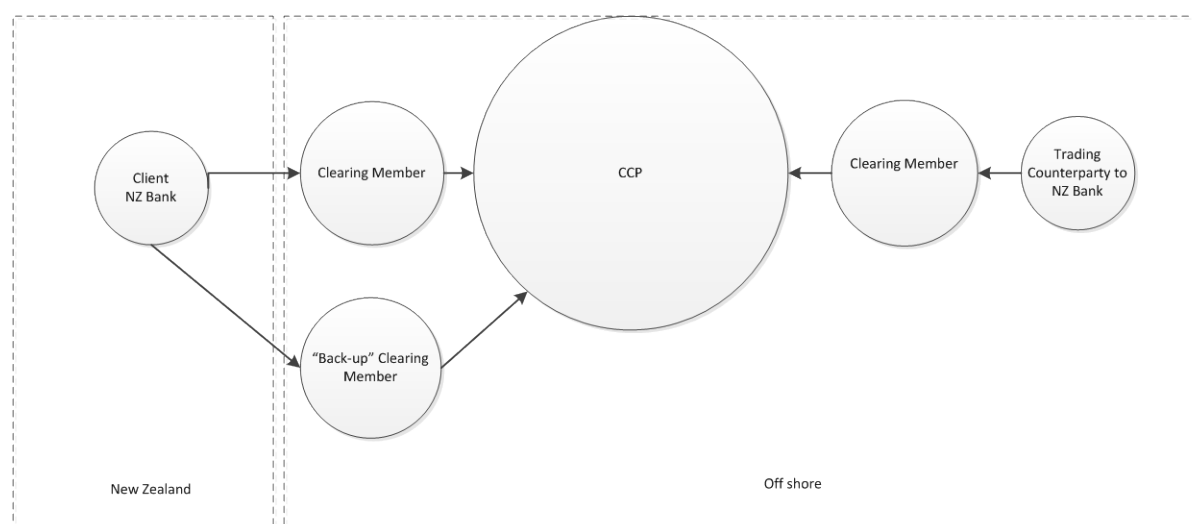 Client
NZ Bank
Clearing Member
CCP
Clearing Member
Trading
Counterparty to
NZ Bank
“Back-up” Clearing
Member
New Zealand
Off shore